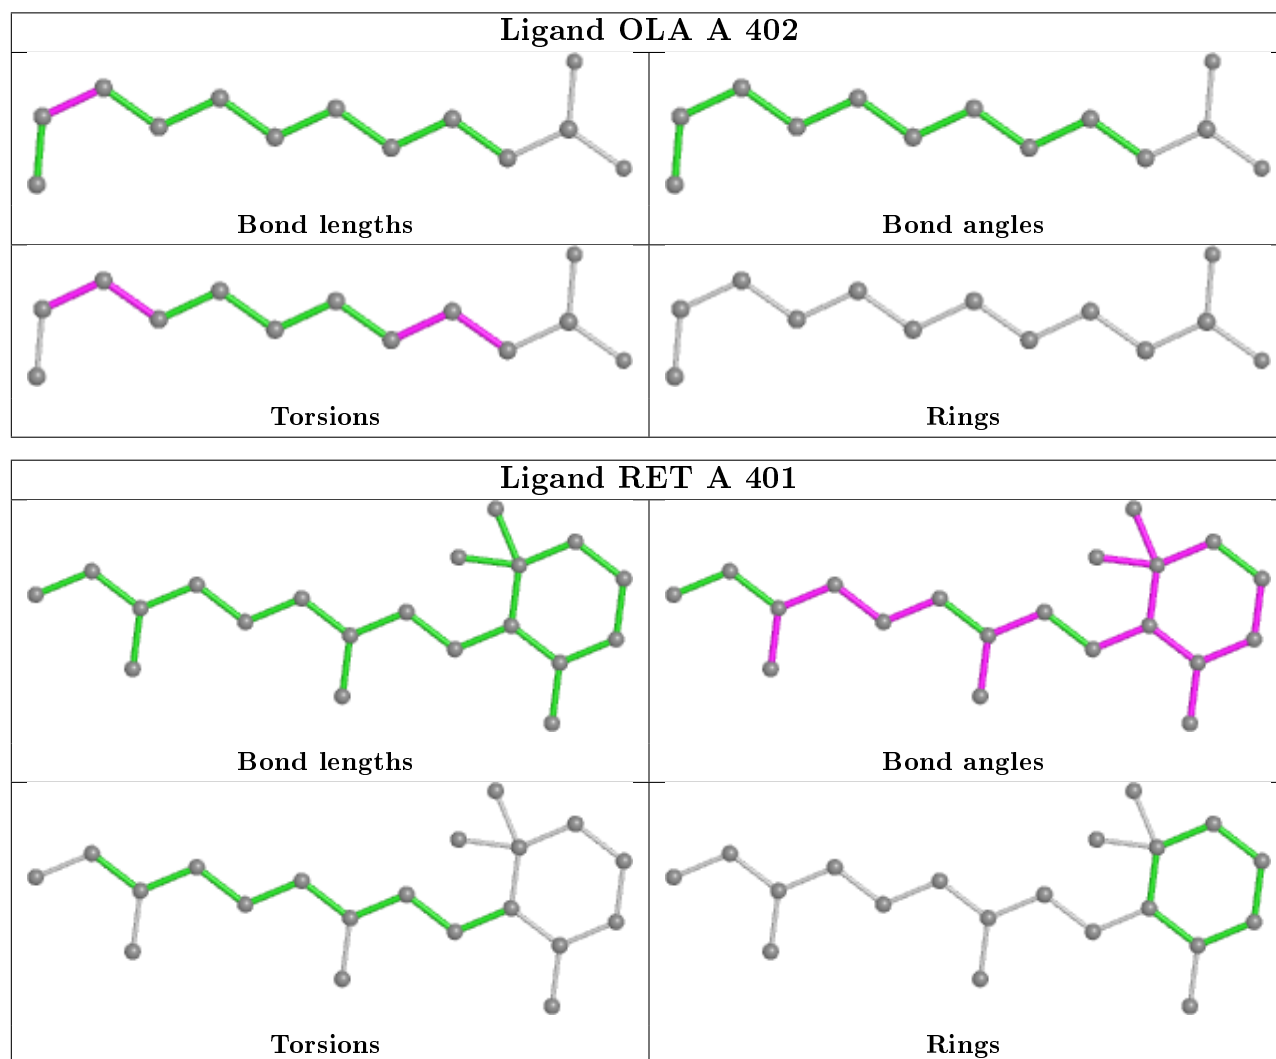 Ligand OLA A 402
Bond lengths
Bond angles
Torsions
Rings
Ligand RET A 401
Bond lengths
Bond angles
Torsions
Rings